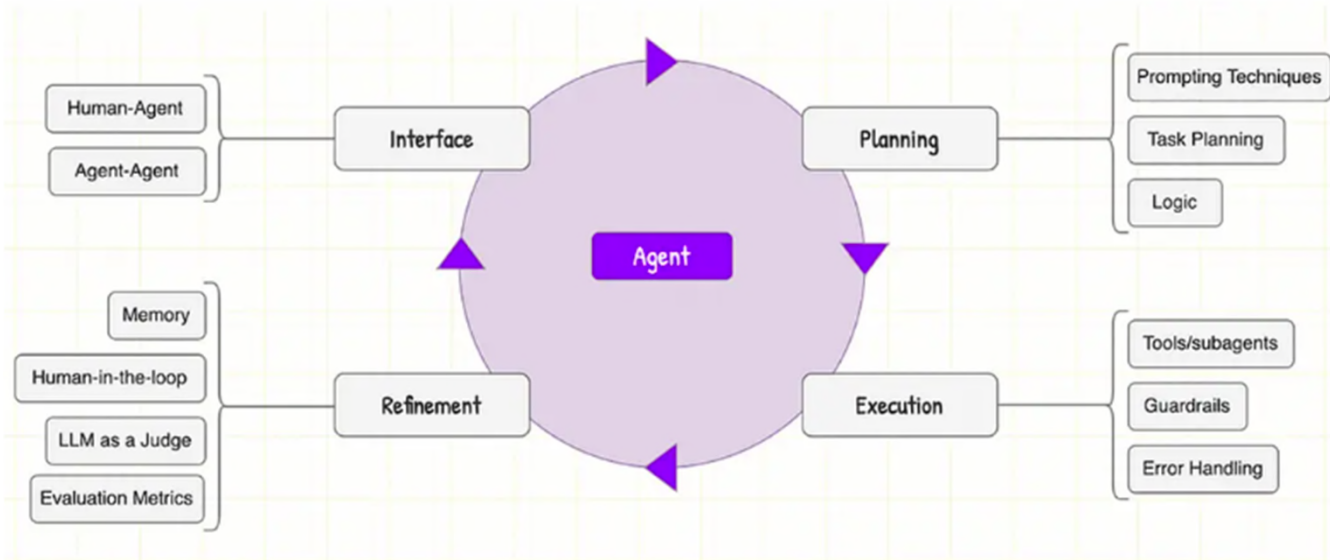 Human-Agent
Agent-Agent
Interface
Planning
Prompting Techniques
Task Planning
Logic
Agent
Memory
Human-in-the-loop
LLM as a Judge
Evaluation Metrics
Refinement
Execution
Tools/subagents
Guardrails
Error Handling